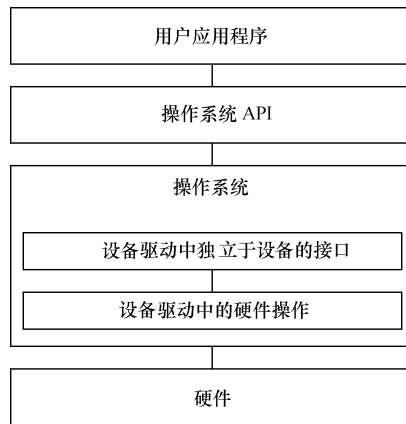 用户应用程序
操作系统 API
操作系统
设备驱动中独立于设备的接口
设备驱动中的硬件操作
硬件